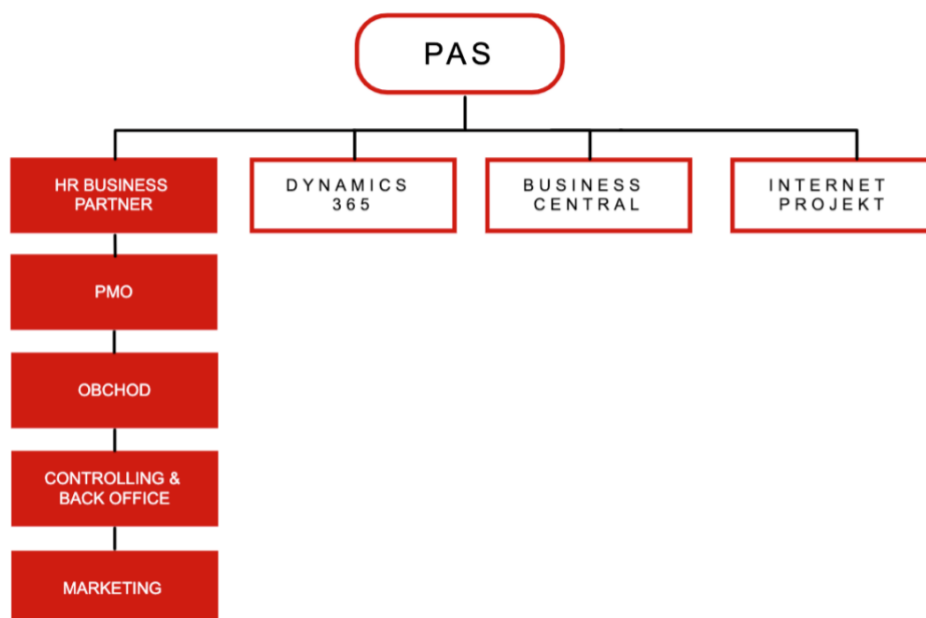 PAS
HR BUSINESS
PARTNER
DYNAMICS
365
BUSINESS
CENTRAL
INTERNET
PROJEKT
PMO
OBCHOD
CONTROLLING &
BACK OFFICE
MARKETING